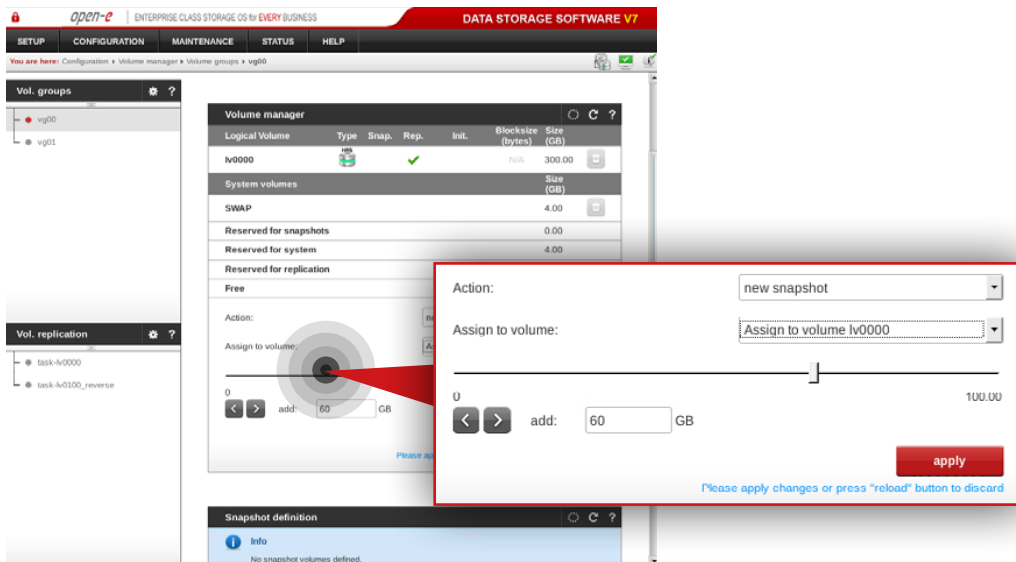 open-e ENTERPRISE CLASS STORAGE OS for EVERY BUSINESS DATA STORAGE SOFTWARE V7
SETUP CONFIGURATION MAINTENANCE STATUS HELP
You are here: Configuration Volume manager Volume groups vg00
Vol. groups ?
vg00
vg01
Vol. replication ?
task-lv0000
task-lv0100_reverse
Volume manager ?
Logical Volume Type Snap. Rep. Init. Blocksize (bytes) Size (GB)
lv0000 NAS N/A 300.00
System volumes Size (GB)
SWAP 4.00
Reserved for snapshots 0.00
Reserved for system 4.00
Reserved for replication
Free
Action:
Assign to volume:
0
< > add: 60 GB
Please ap
Action: new snapshot
Assign to volume: Assign to volume lv0000
0 100.00
< > add: 60 GB
apply
Please apply changes or press "reload" button to discard
Snapshot definition ?
i Info
No snapshot volumes defined.